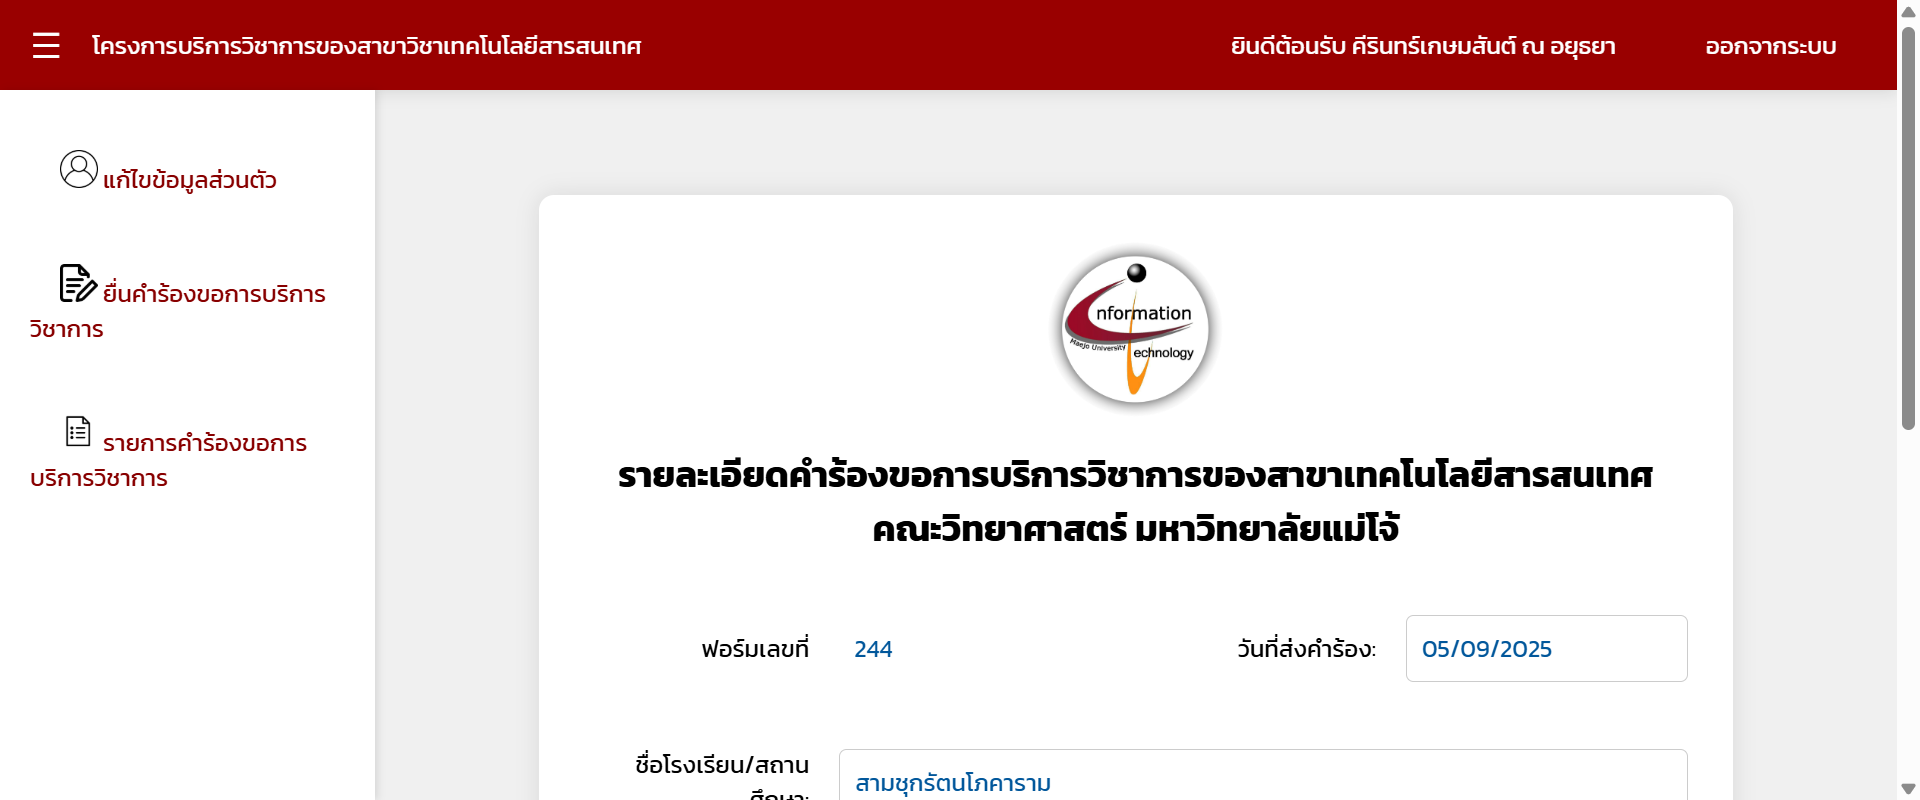 โครงการบริการวิชาการของสาขาวิชาเทคโนโลยีสารสนเทศ
ยินดีต้อนรับ คีรินทร์เกษมสันต์ ณ อยุธยา
ออกจากระบบ
แก้ไขข้อมูลส่วนตัว
ยื่นคำร้องขอการบริการ
วิชาการ
รายการคำร้องขอการ
บริการวิชาการ
nformation
Maejo University
echnology
รายละเอียดคำร้องขอการบริการวิชาการของสาขาเทคโนโลยีสารสนเทศ
คณะวิทยาศาสตร์ มหาวิทยาลัยแม่โจ้
ฟอร์มเลขที่ 244
วันที่ส่งคำร้อง: 05/09/2025
ชื่อโรงเรียน/สถาน
ศึกษา:
สามชุกรัตนโภคาราม